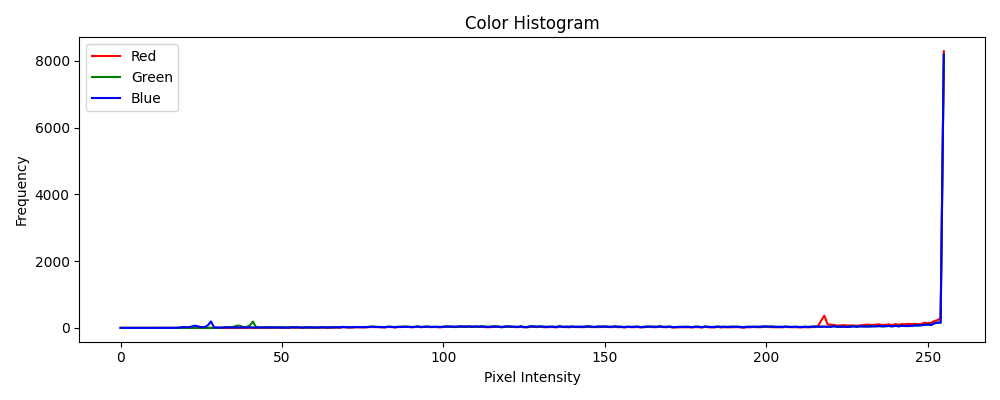 Color Histogram
Red
Green
Blue
Frequency
8000
6000
4000
2000
0
0 50 100 150 200 250
Pixel Intensity